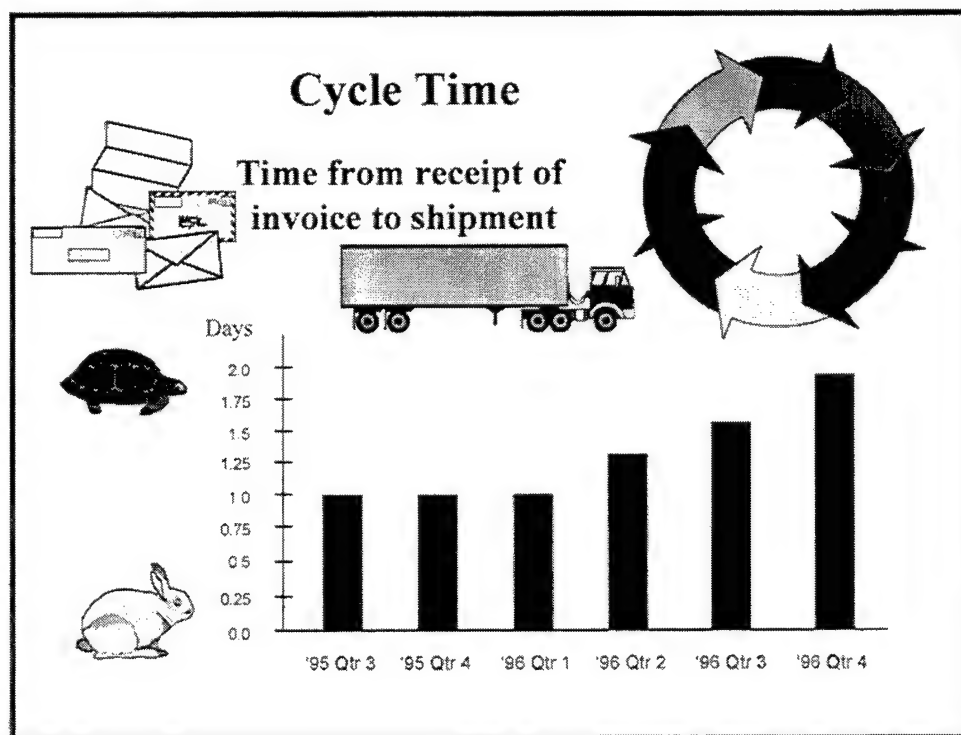 Cycle Time
Time from receipt of
invoice to shipment
Days
2.0
1.75
1.5
1.25
1.0
0.75
0.5
0.25
0.0
'95 Qtr 3 '95 Qtr 4 '96 Qtr 1 '96 Qtr 2 '96 Qtr 3 '96 Qtr 4